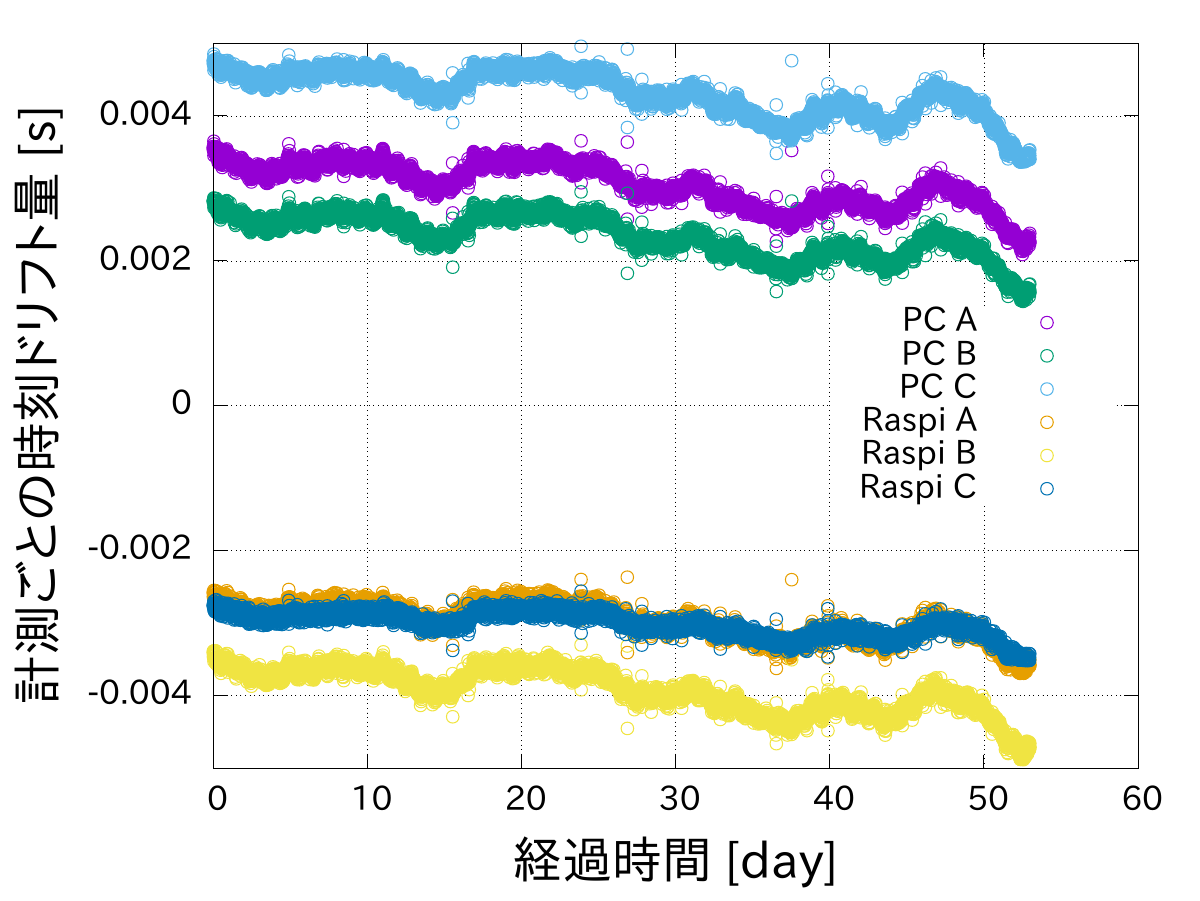 計測ごとの時刻ドリフト量 [s]
0.004
0.002
0
-0.002
-0.004
PC A
PC B
PC C
Raspi A
Raspi B
Raspi C
0 10 20 30 40 50 60
経過時間 [day]